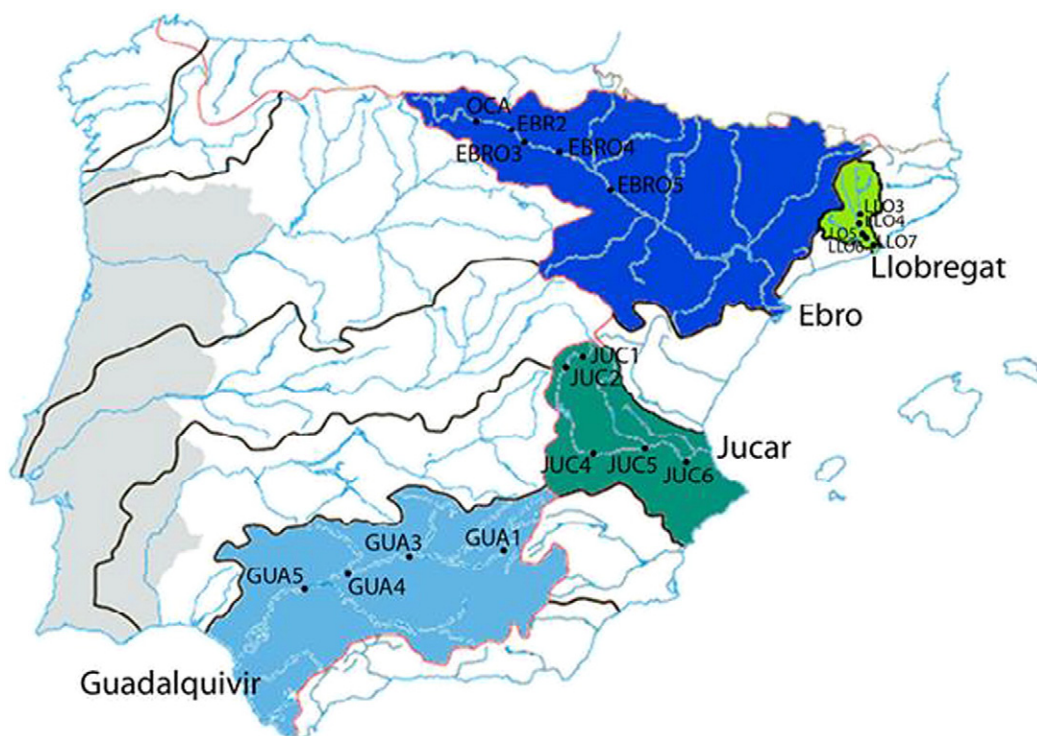 OCA
EBR2
EBRO3
EBRO4
EBRO5
LLO3
LLO4
LLO5
LLO6
LLO7
Llobregat
Ebro
JUC1
JUC2
Jucar
JUC4
JUC5
JUC6
GUA3
GUA1
GUA5
GUA4
Guadalquivir